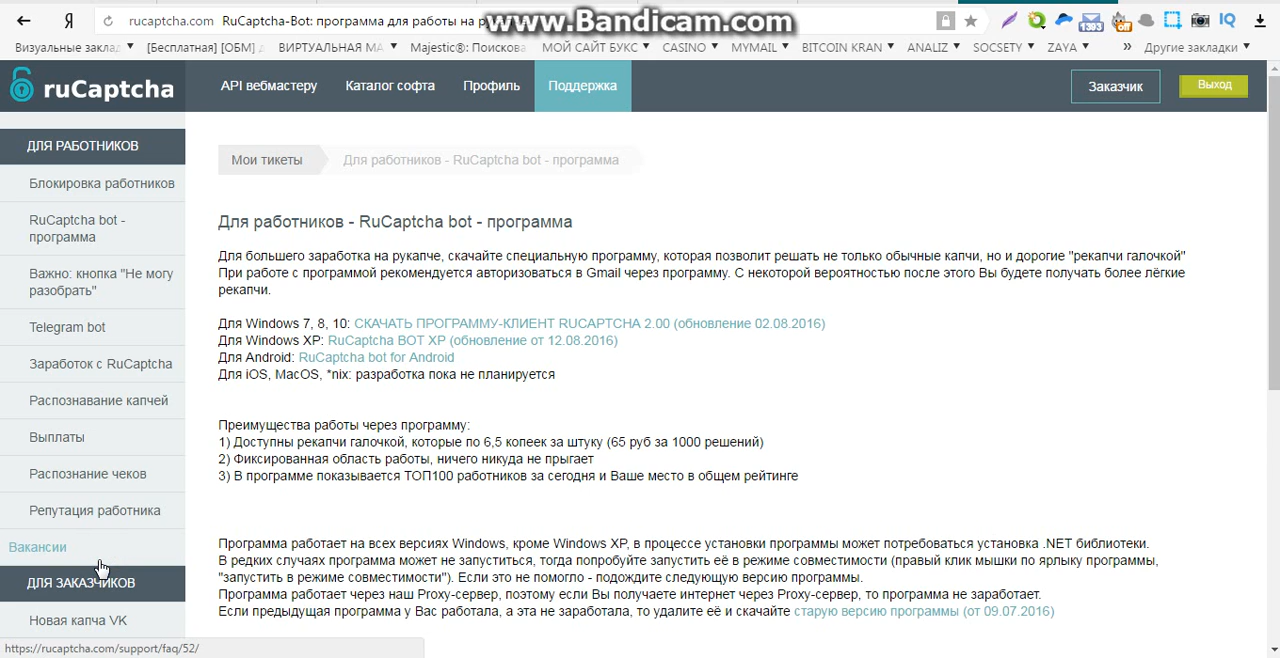 rucaptcha.com RuCaptcha-Bot: программа для работы на
www.Bandicam.com
Визуальные заклад
[Бесплатная] [ОБМ]
ВИРТУАЛЬНАЯ МА
Majestic®: Поискова
МОЙ САЙТ БУКС
CASINO
MYMAIL
BITCOIN KRAN
ANALIZ
SOCSETY
ZAYA
»
Другие закладки
ruCaptcha
API вебмастеру
Каталог софта
Профиль
Поддержка
Заказчик
Выход
ДЛЯ РАБОТНИКОВ
Блокировка работников
RuCaptcha bot -
программа
Важно: кнопка "Не могу
разобрать"
Telegram bot
Заработок с RuCaptcha
Распознавание капчей
Выплаты
Распознание чеков
Репутация работника
Вакансии
ДЛЯ ЗАКАЗЧИКОВ
Новая капча VK
Мои тикеты
Для работников - RuCaptcha bot - программа
Для работников - RuCaptcha bot - программа
Для большего заработка на рукапче, скачайте специальную программу, которая позволит решать не только обычные капчи, но и дорогие "рекапчи галочкой"
При работе с программой рекомендуется авторизоваться в Gmail через программу. С некоторой вероятностью после этого Вы будете получать более лёгкие
рекапчи.
Для Windows 7, 8, 10: СКАЧАТЬ ПРОГРАММУ-КЛИЕНТ RUCAPTCHA 2.00 (обновление 02.08.2016)
Для Windows XP: RuCaptcha BOT XP (обновление от 12.08.2016)
Для Android: RuCaptcha bot for Android
Для iOS, MacOS, *nix: разработка пока не планируется
Преимущества работы через программу:
1) Доступны рекапчи галочкой, которые по 6,5 копеек за штуку (65 руб за 1000 решений)
2) Фиксированная область работы, ничего никуда не прыгает
3) В программе показывается ТОП100 работников за сегодня и Ваше место в общем рейтинге
Программа работает на всех версиях Windows, кроме Windows XP, в процессе установки программы может потребоваться установка .NET библиотеки.
В редких случаях программа может не запуститься, тогда попробуйте запустить её в режиме совместимости (правый клик мышки по ярлыку программы,
"запустить в режиме совместимости"). Если это не помогло - подождите следующую версию программы.
Программа работает через наш Proxy-сервер, поэтому если Вы получаете интернет через Proxy-сервер, то программа не заработает.
Если предыдущая программа у Вас работала, а эта не заработала, то удалите её и скачайте старую версию программы (от 09.07.2016)
https://rucaptcha.com/support/faq/52/